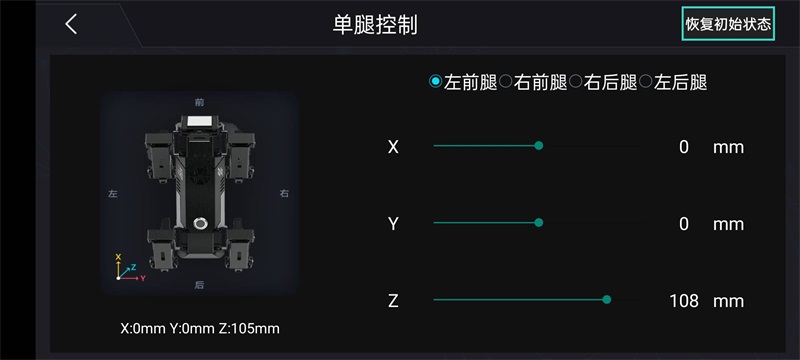 单腿控制
恢复初始状态
左前腿 右前腿 右后腿 左后腿
前
左
右
后
X
Z
Y
X:0mm Y:0mm Z:105mm
X 0 mm
Y 0 mm
Z 108 mm